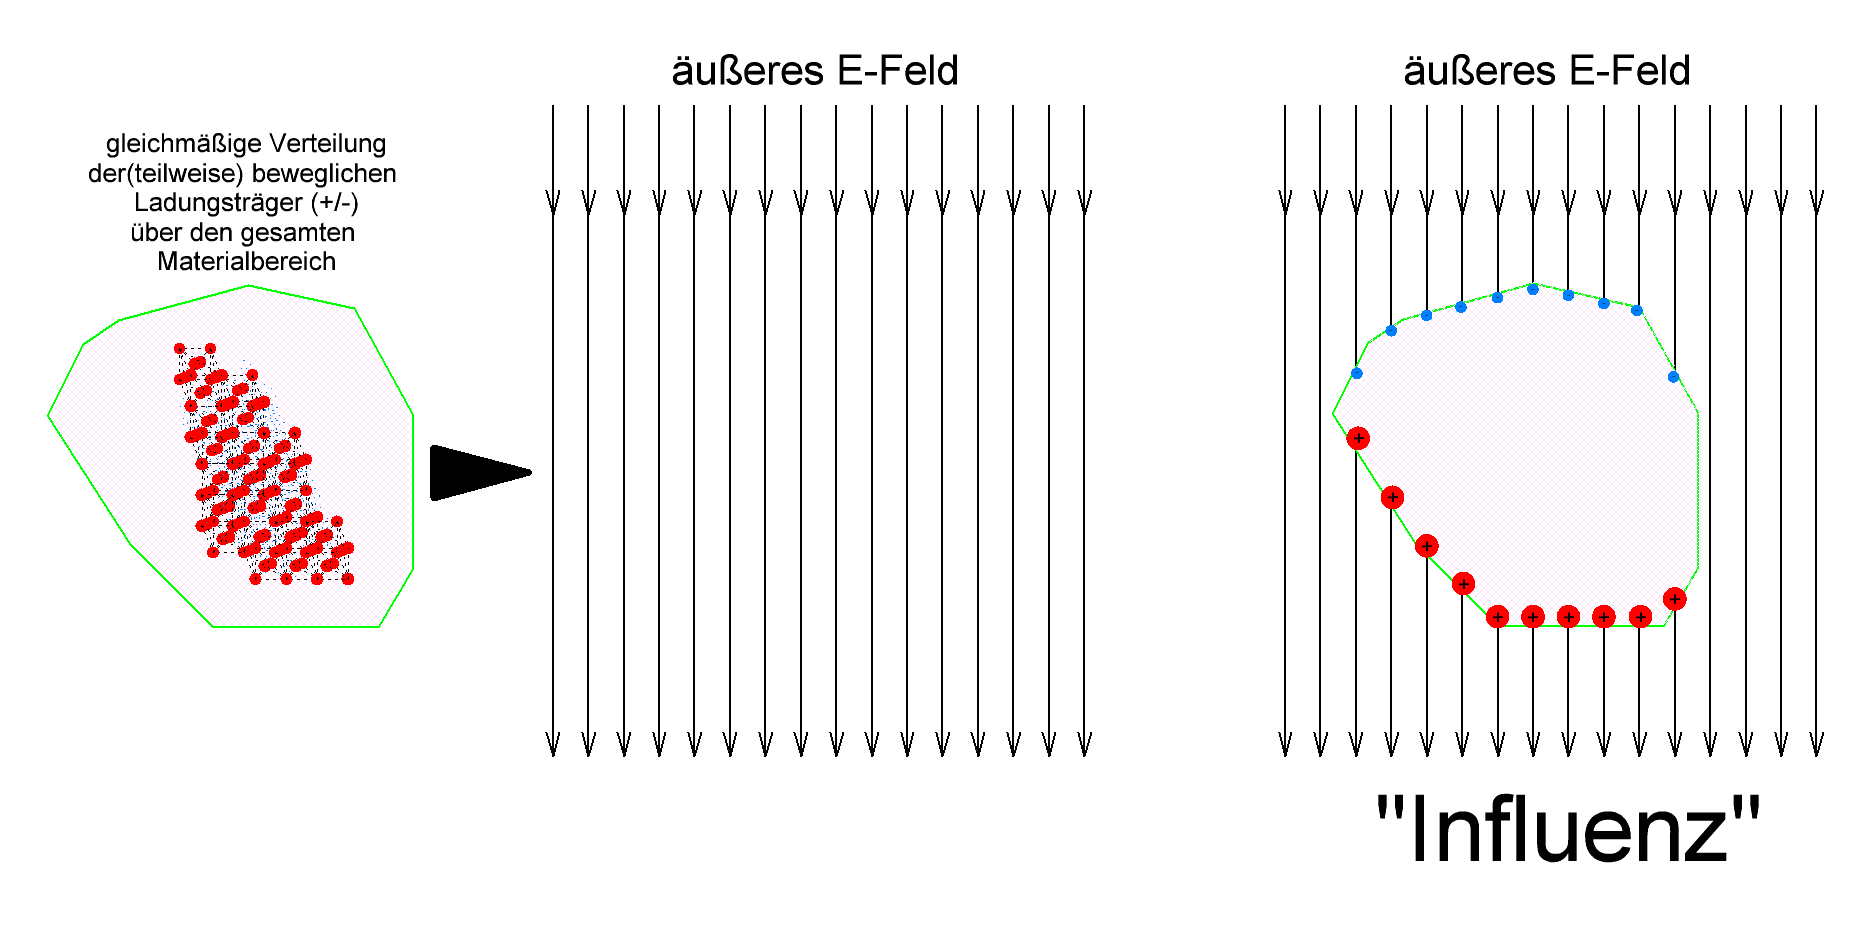 äußeres E-Feld
äußeres E-Feld
gleichmäßige Verteilung
der(teilweise) beweglichen
Ladungsträger (+/-)
über den gesamten
Materialbereich
"Influenz"